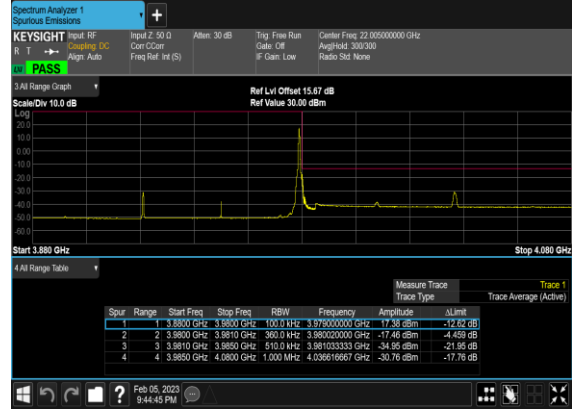 Spectrum Analyzer 1
Spurious Emissions
+
KEYSIGHT Input: RF Input Z: 50 Ω Atten: 30 dB Trig: Free Run Center Freq: 22.005000000 GHz
R T Coupling: DC Corr CCorr Gate: Off Avg|Hold: 300/300
Align: Auto Freq Ref: Int (S) IF Gain: Low Radio Std: None
PASS
3 All Range Graph
Ref Lvl Offset 15.67 dB
Scale/Div 10.0 dB Ref Value 30.00 dBm
Log
20.0
10.0
0.00
-10.0
-20.0
-30.0
-40.0
-50.0
-60.0
Start 3.880 GHz Stop 4.080 GHz
4 All Range Table
Measure Trace Trace 1
Trace Type Trace Average (Active)
Spur Range Start Freq Stop Freq RBW Frequency Amplitude ΔLimit
1 1 3.8800 GHz 3.9800 GHz 100.0 kHz 3.979000000 GHz 17.38 dBm -12.62 dB
2 2 3.9800 GHz 3.9810 GHz 360.0 kHz 3.980020000 GHz -17.46 dBm -4.459 dB
3 3 3.9810 GHz 3.9850 GHz 510.0 kHz 3.981033333 GHz -34.95 dBm -21.95 dB
4 4 3.9850 GHz 4.0800 GHz 1.000 MHz 4.036616667 GHz -30.76 dBm -17.76 dB
? Feb 05, 2023
9:44:45 PM